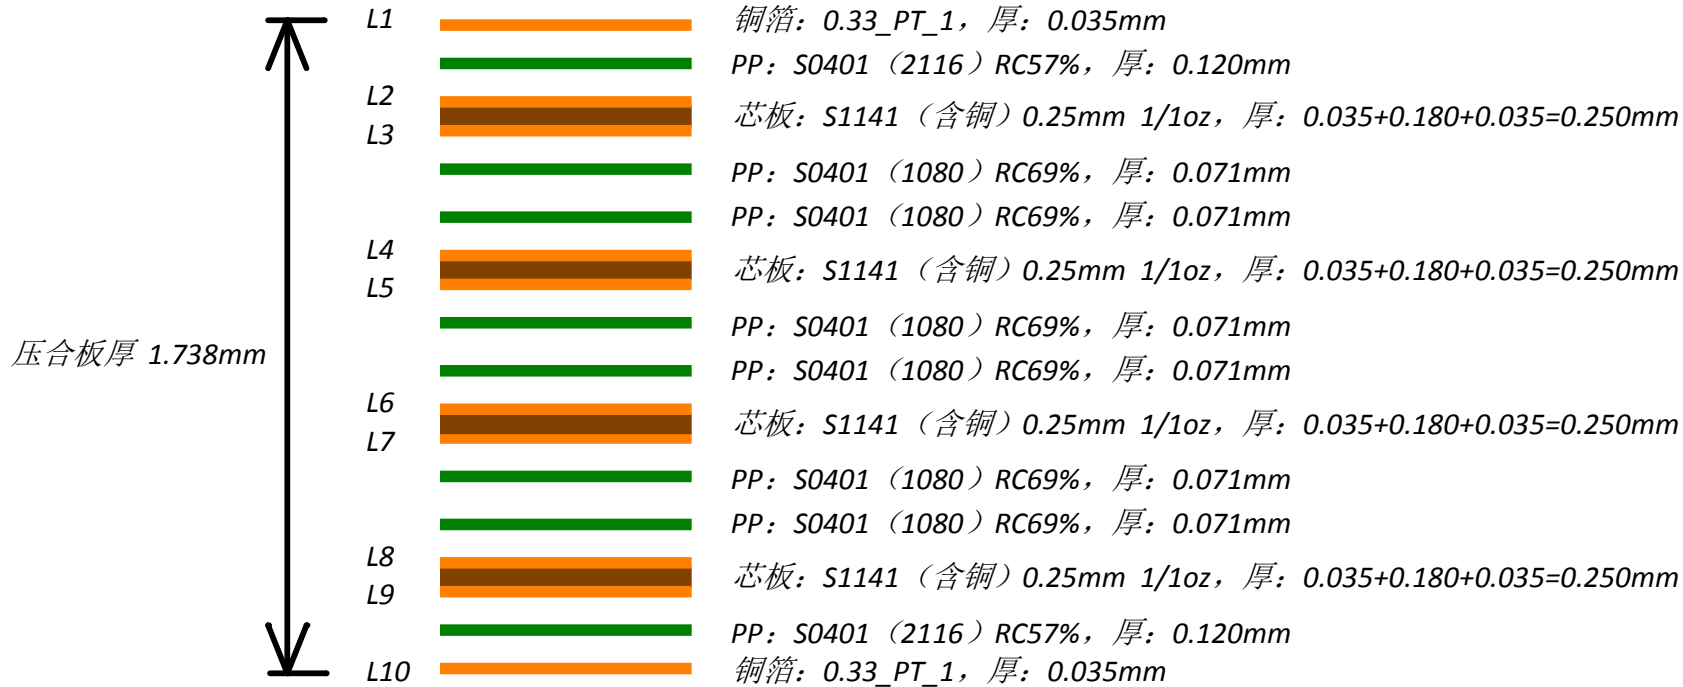 L1 铜箔：0.33_PT_1，厚：0.035mm
PP：S0401（2116）RC57%，厚：0.120mm
L2
芯板：S1141（含铜）0.25mm 1/1oz，厚：0.035+0.180+0.035=0.250mm
L3
PP：S0401（1080）RC69%，厚：0.071mm
PP：S0401（1080）RC69%，厚：0.071mm
L4
芯板：S1141（含铜）0.25mm 1/1oz，厚：0.035+0.180+0.035=0.250mm
L5
PP：S0401（1080）RC69%，厚：0.071mm
压合板厚 1.738mm
PP：S0401（1080）RC69%，厚：0.071mm
L6
芯板：S1141（含铜）0.25mm 1/1oz，厚：0.035+0.180+0.035=0.250mm
L7
PP：S0401（1080）RC69%，厚：0.071mm
PP：S0401（1080）RC69%，厚：0.071mm
L8
芯板：S1141（含铜）0.25mm 1/1oz，厚：0.035+0.180+0.035=0.250mm
L9
PP：S0401（2116）RC57%，厚：0.120mm
L10 铜箔：0.33_PT_1，厚：0.035mm